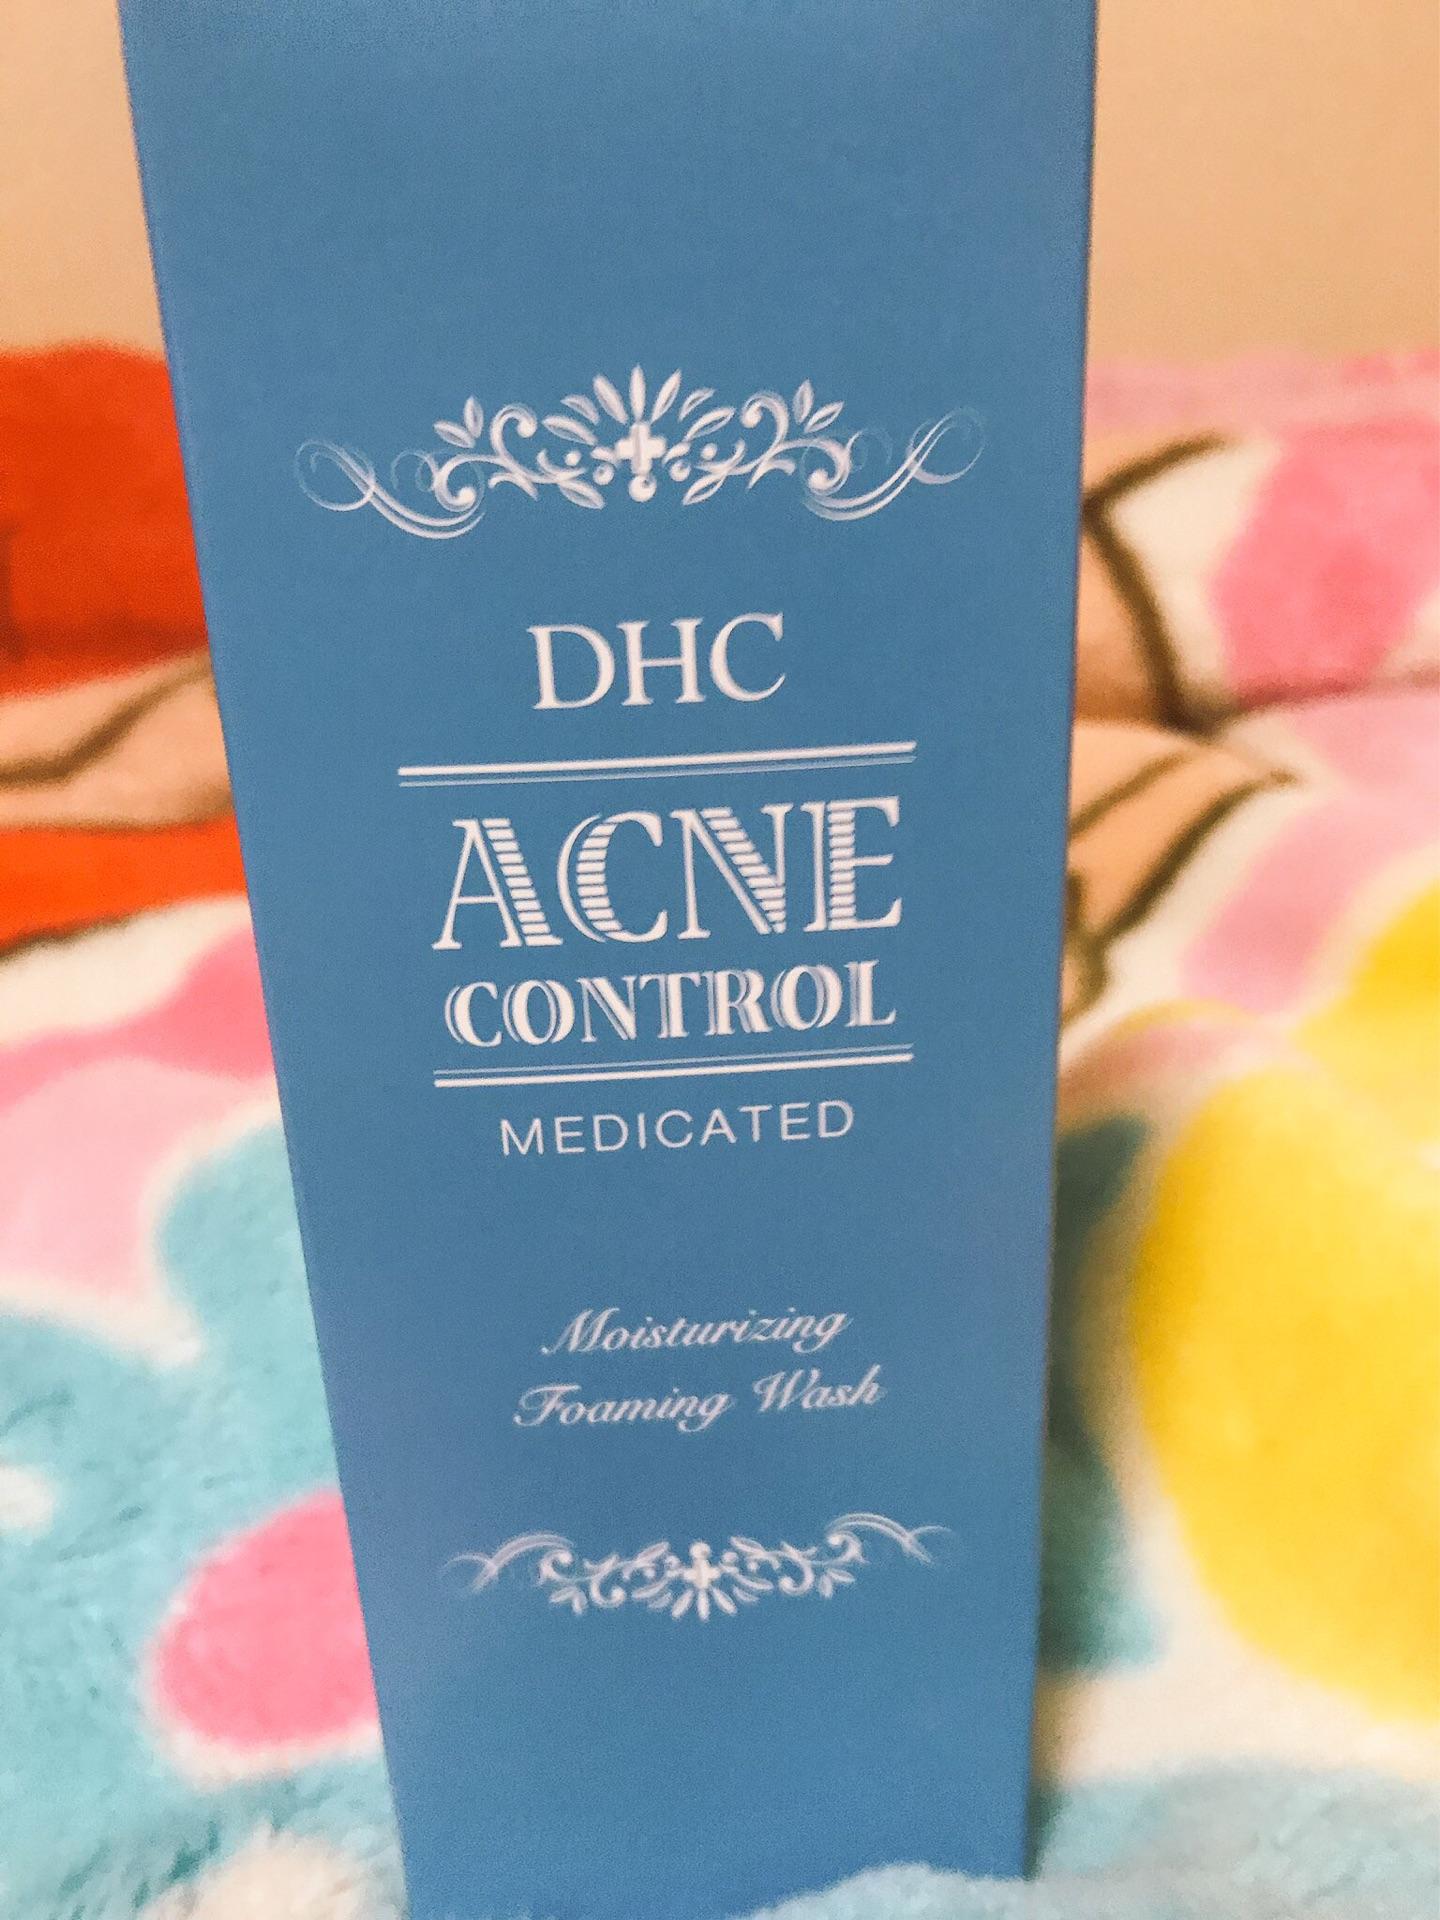 DHC
ACNE
CONTROL
MEDICATED
Moisturizing
Foaming Wash